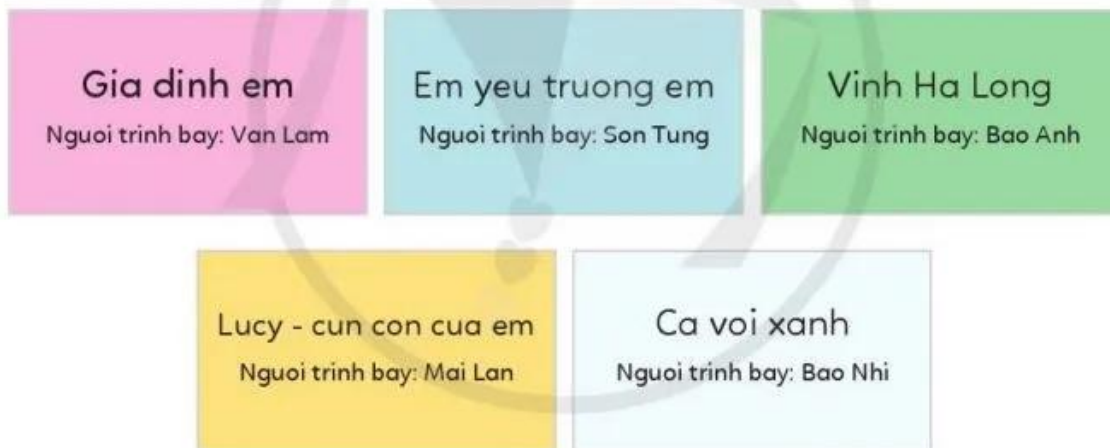 Gia dinh em
Nguoi trinh bay: Van Lam
Em yeu truong em
Nguoi trinh bay: Son Tung
Vinh Ha Long
Nguoi trinh bay: Bao Anh
Lucy - cun con cua em
Nguoi trinh bay: Mai Lan
Ca voi xanh
Nguoi trinh bay: Bao Nhi